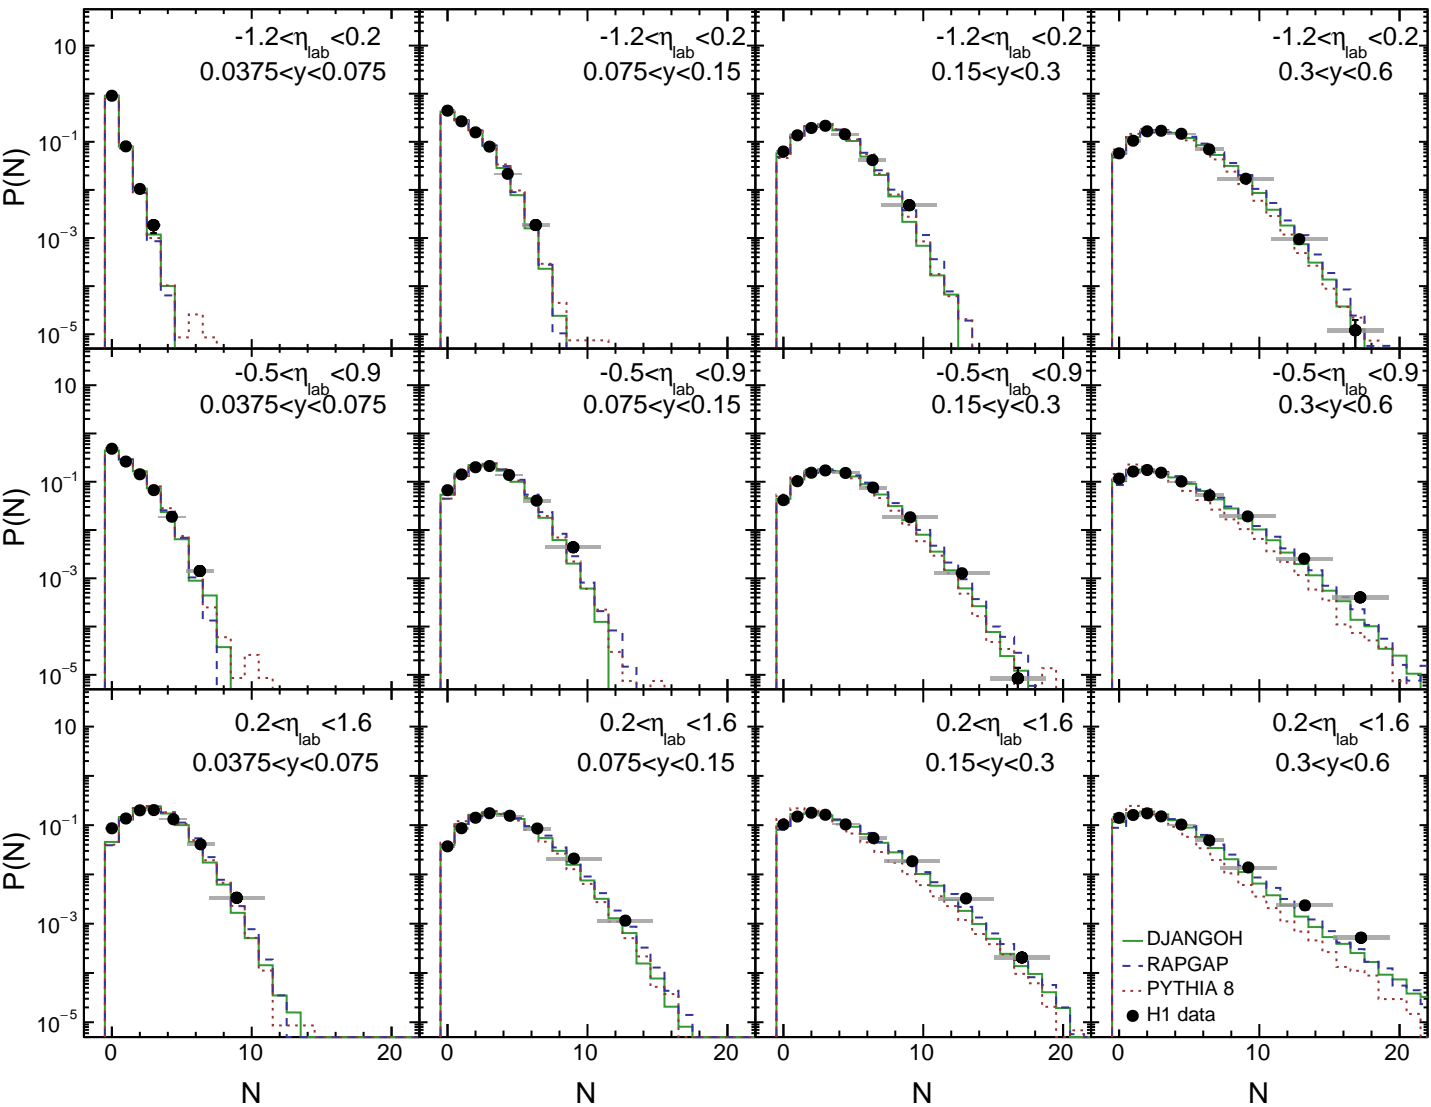 P(N)
10
10⁻¹
10⁻³
10⁻⁵
-1.2<η_lab<0.2
0.0375<y<0.075
-1.2<η_lab<0.2
0.075<y<0.15
-1.2<η_lab<0.2
0.15<y<0.3
-1.2<η_lab<0.2
0.3<y<0.6
P(N)
10
10⁻¹
10⁻³
10⁻⁵
-0.5<η_lab<0.9
0.0375<y<0.075
-0.5<η_lab<0.9
0.075<y<0.15
-0.5<η_lab<0.9
0.15<y<0.3
-0.5<η_lab<0.9
0.3<y<0.6
P(N)
10
10⁻¹
10⁻³
10⁻⁵
0.2<η_lab<1.6
0.0375<y<0.075
0.2<η_lab<1.6
0.075<y<0.15
0.2<η_lab<1.6
0.15<y<0.3
0.2<η_lab<1.6
0.3<y<0.6
DJANGOH
RAPGAP
PYTHIA 8
H1 data
0 10 20
0 10 20
0 10 20
0 10 20
N
N
N
N